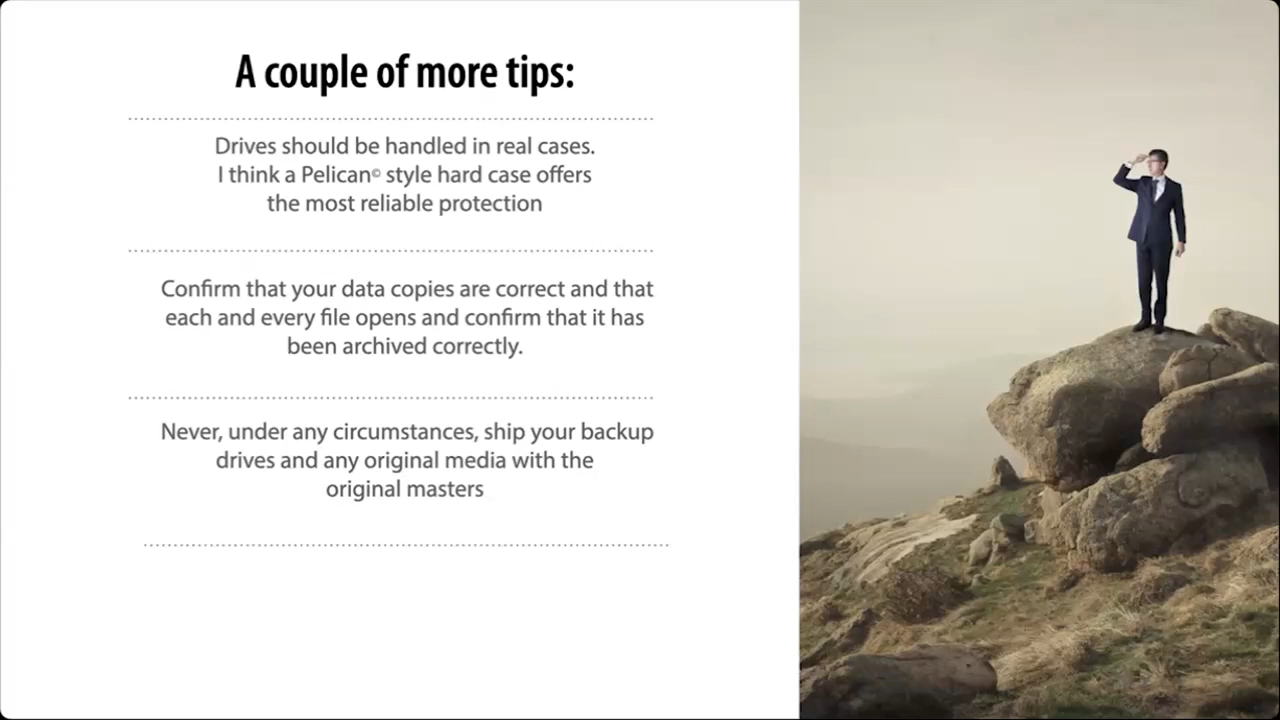 A couple of more tips:
Drives should be handled in real cases.
I think a Pelican© style hard case offers
the most reliable protection
Confirm that your data copies are correct and that
each and every file opens and confirm that it has
been archived correctly.
Never, under any circumstances, ship your backup
drives and any original media with the
original masters